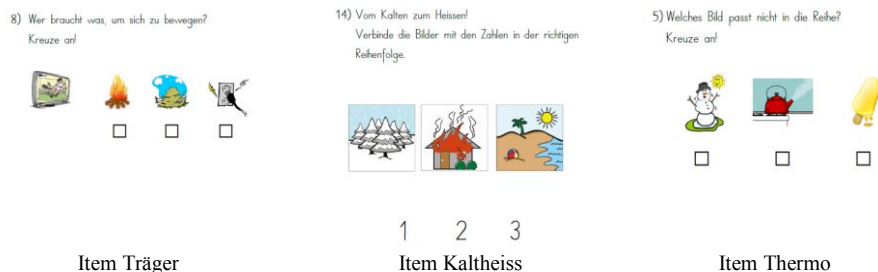 8) Wer braucht was, um sich zu bewegen?
Kreuze an!
Item Träger
14) Vom Kalten zum Heissen!
Verbinde die Bilder mit den Zahlen in der richtigen
Reihenfolge.
1 2 3
Item Kaltheiss
5) Welches Bild passt nicht in die Reihe?
Kreuze an!
Item Thermo